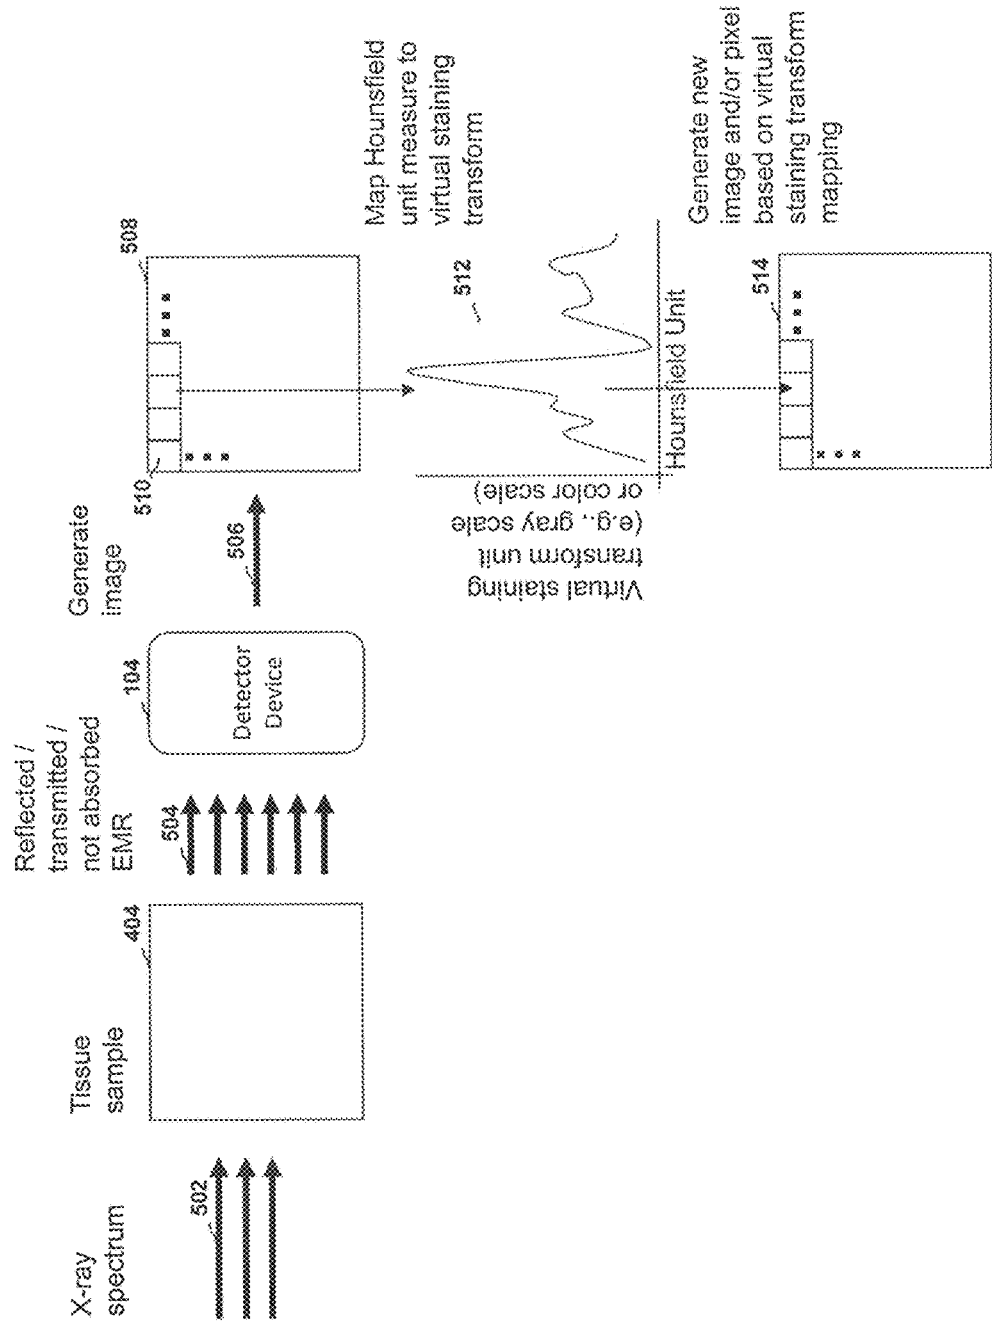 X-ray
spectrum
502
Tissue
sample
404
Reflected /
transmitted /
not absorbed
EMR
504
104
Detector
Device
Generate
image
506
508
510
Map Hounsfield
unit measure to
virtual staining
transform
512
Virtual staining
transform unit
(e.g., gray scale
or color scale)
Hounsfield Unit
Generate new
image and/or pixel
based on virtual
staining transform
mapping
514